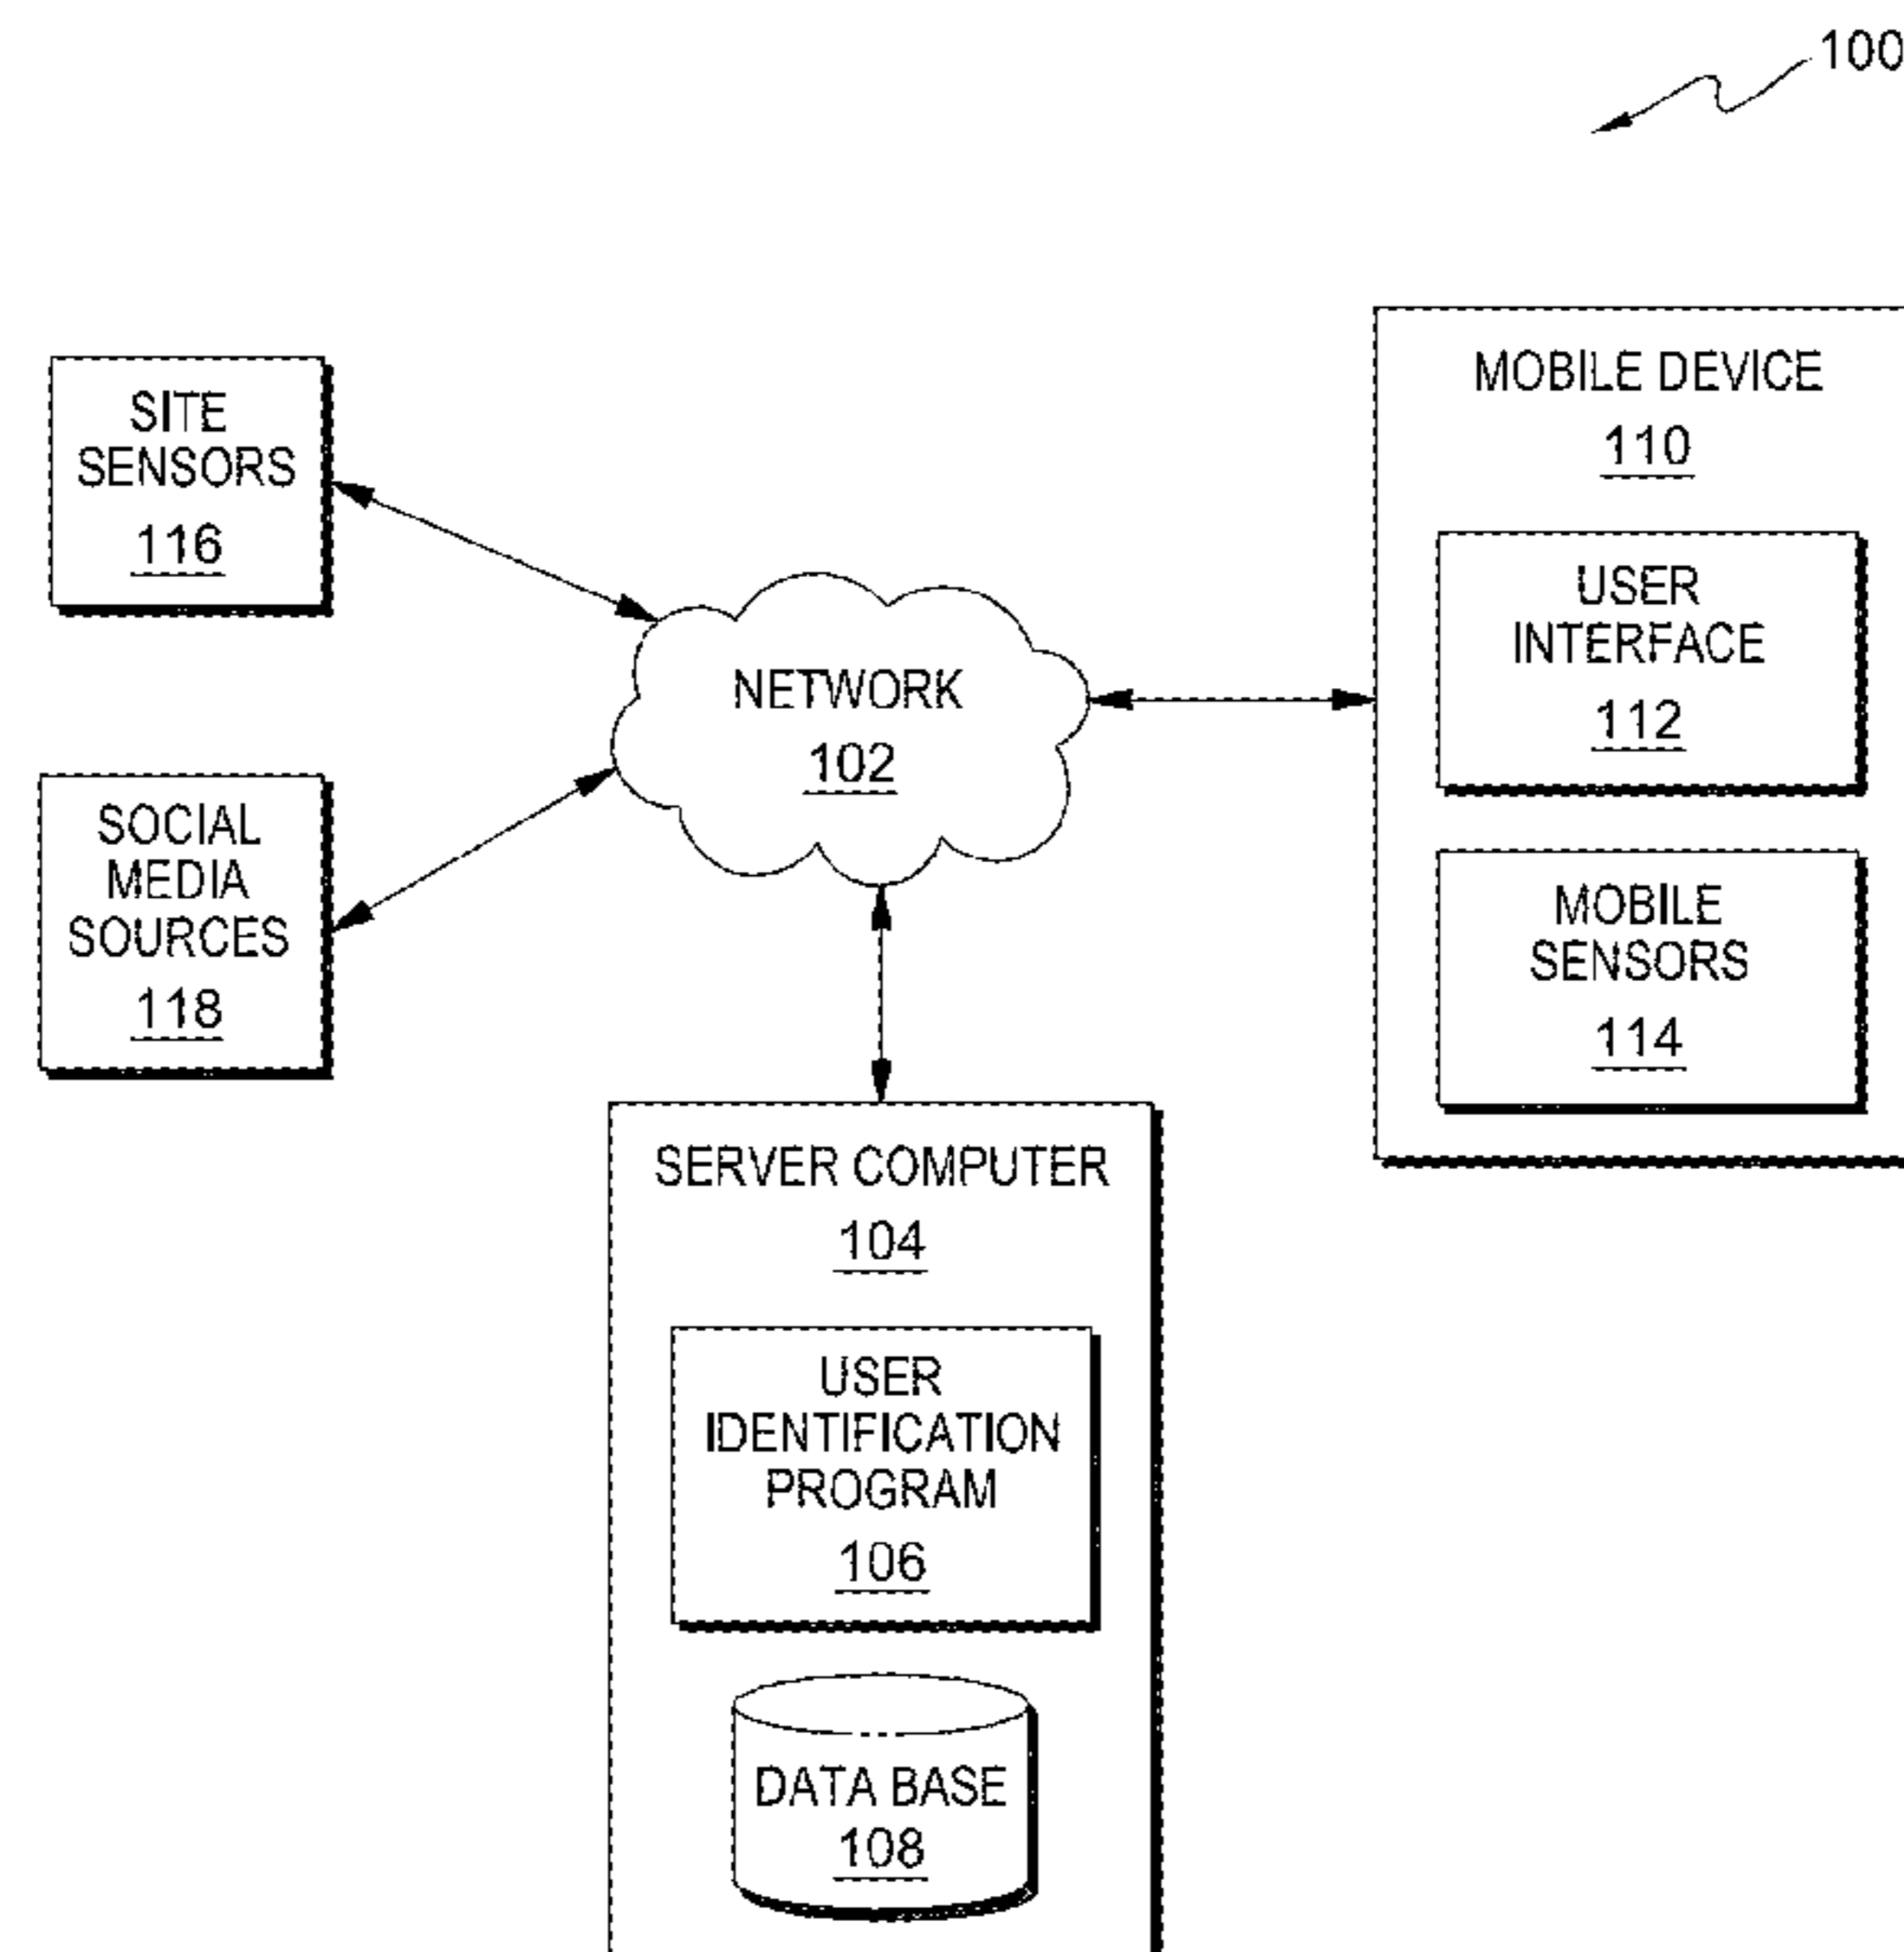 100
SITE
SENSORS
116
SOCIAL
MEDIA
SOURCES
118
NETWORK
102
MOBILE DEVICE
110
USER
INTERFACE
112
MOBILE
SENSORS
114
SERVER COMPUTER
104
USER
IDENTIFICATION
PROGRAM
106
DATA BASE
108